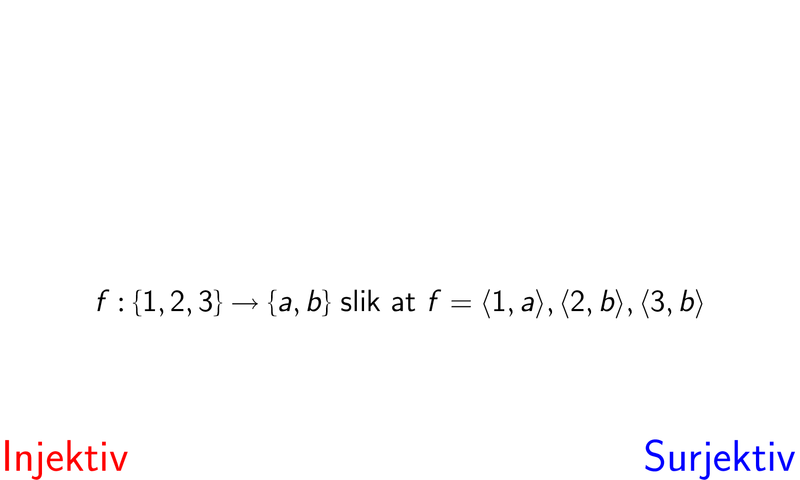 f : {1, 2, 3} → {a, b} slik at f = ⟨1, a⟩, ⟨2, b⟩, ⟨3, b⟩
Injektiv Surjektiv